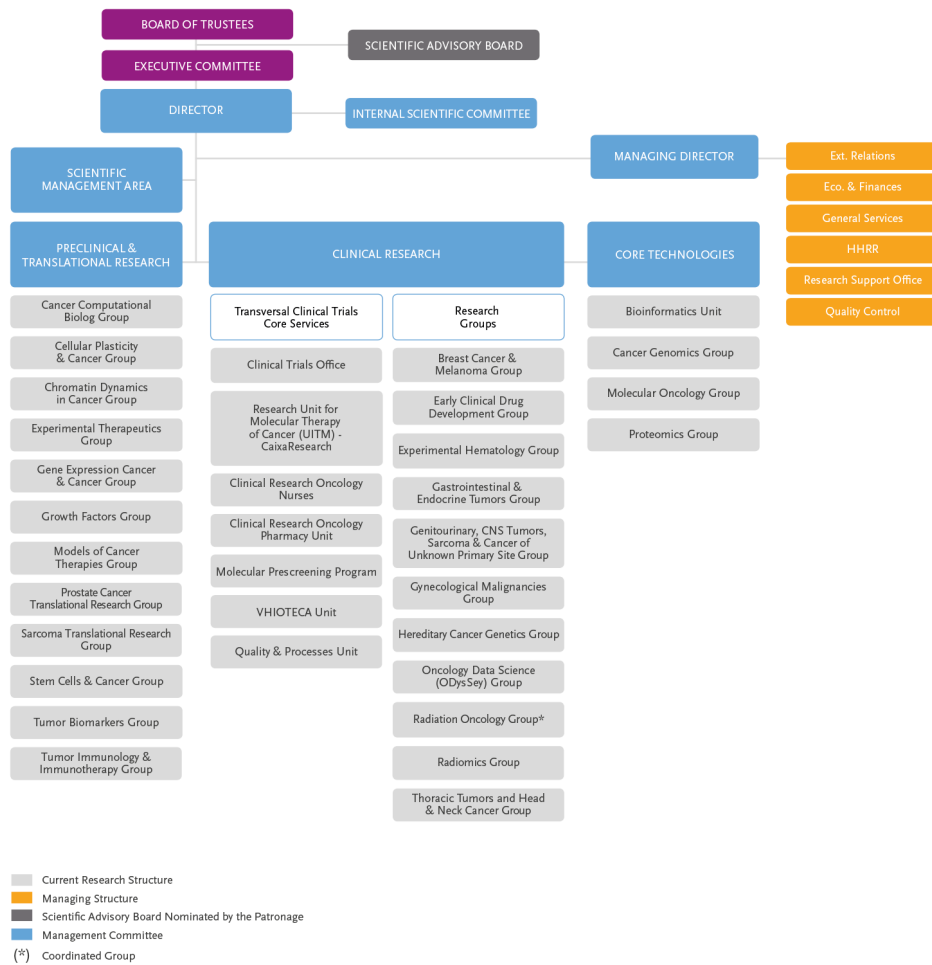 BOARD OF TRUSTEES
SCIENTIFIC ADVISORY BOARD
EXECUTIVE COMMITTEE
DIRECTOR
INTERNAL SCIENTIFIC COMMITTEE
MANAGING DIRECTOR
Ext. Relations
Eco. & Finances
General Services
HHRR
Research Support Office
Quality Control
SCIENTIFIC
MANAGEMENT AREA
PRECLINICAL &
TRANSLATIONAL RESEARCH
Cancer Computational
Biolog Group
Cellular Plasticity
& Cancer Group
Chromatin Dynamics
in Cancer Group
Experimental Therapeutics
Group
Gene Expression Cancer
& Cancer Group
Growth Factors Group
Models of Cancer
Therapies Group
Prostate Cancer
Translational Research Group
Sarcoma Translational Research
Group
Stem Cells & Cancer Group
Tumor Biomarkers Group
Tumor Immunology &
Immunotherapy Group
CLINICAL RESEARCH
Transversal Clinical Trials
Core Services
Clinical Trials Office
Research Unit for
Molecular Therapy
of Cancer (UITM) -
CaixaResearch
Clinical Research Oncology
Nurses
Clinical Research Oncology
Pharmacy Unit
Molecular Prescreening Program
VHIOTECA Unit
Quality & Processes Unit
Research
Groups
Breast Cancer &
Melanoma Group
Early Clinical Drug
Development Group
Experimental Hematology Group
Gastrointestinal &
Endocrine Tumors Group
Genitourinary, CNS Tumors,
Sarcoma & Cancer of
Unknown Primary Site Group
Gynecological Malignancies
Group
Hereditary Cancer Genetics Group
Oncology Data Science
(ODysSey) Group
Radiation Oncology Group*
Radiomics Group
Thoracic Tumors and Head
& Neck Cancer Group
CORE TECHNOLOGIES
Bioinformatics Unit
Cancer Genomics Group
Molecular Oncology Group
Proteomics Group
Current Research Structure
Managing Structure
Scientific Advisory Board Nominated by the Patronage
Management Committee
(*) Coordinated Group